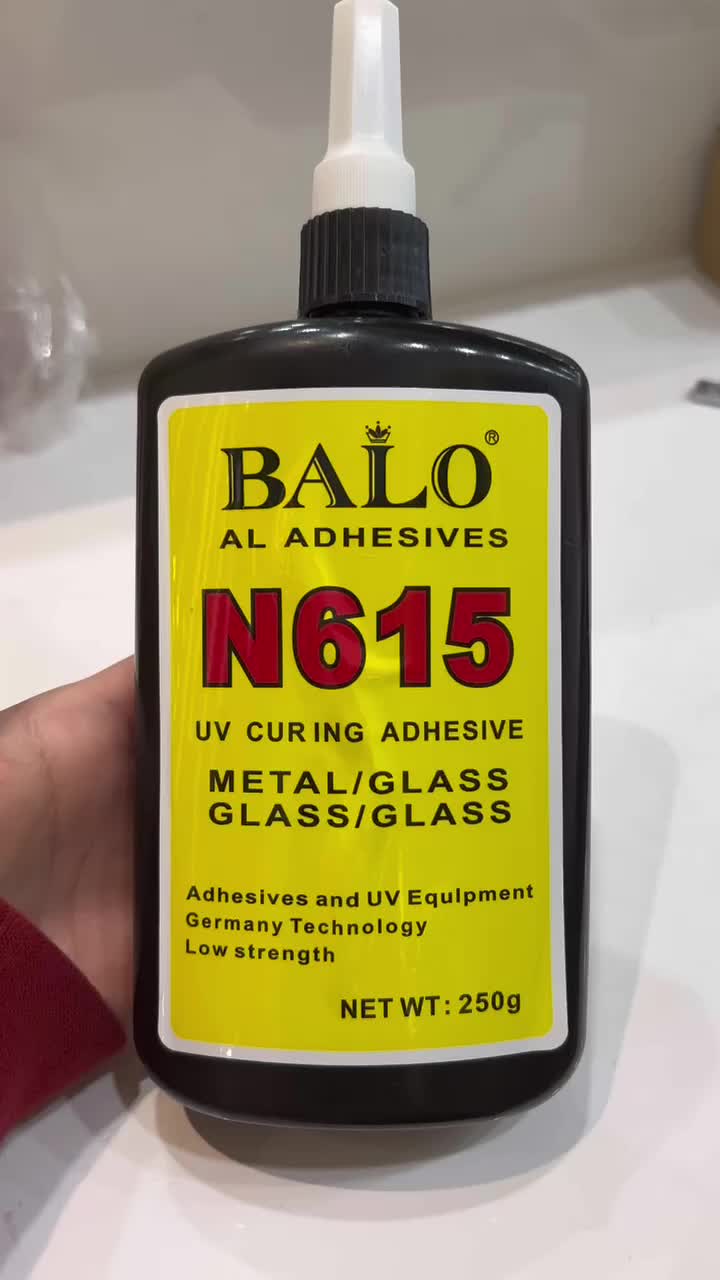 BALO®
AL ADHESIVES
N615
UV CURING ADHESIVE
METAL/GLASS
GLASS/GLASS
Adhesives and UV Equlpment
Germany Technology
Low strength
NET WT: 250g